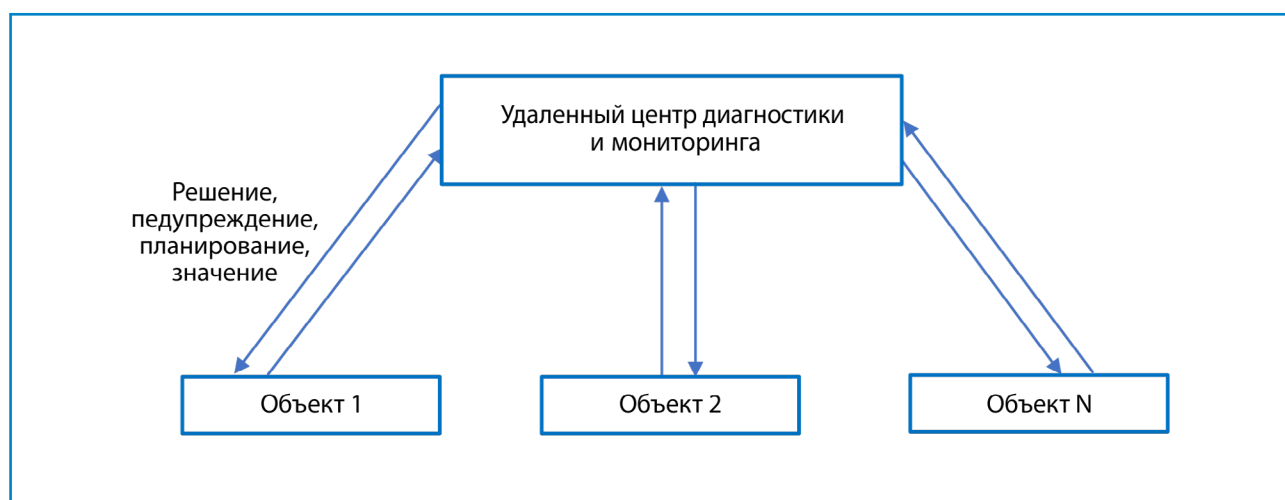 Удаленный центр диагностики
и мониторинга
Решение,
педупреждение,
планирование,
значение
Объект 1
Объект 2
Объект N